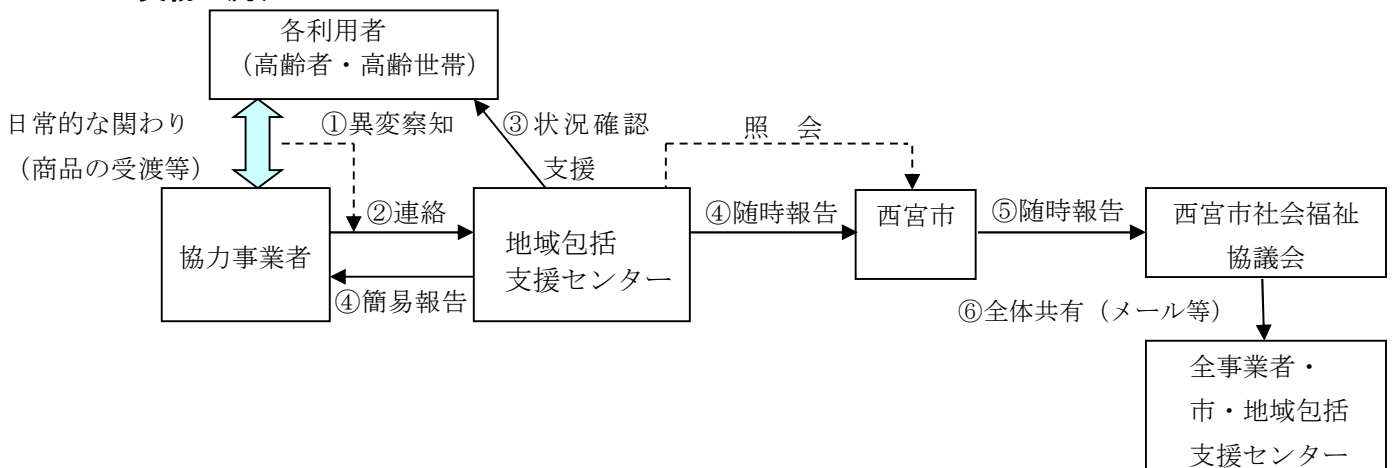 各利用者
（高齢者・高齢世帯）
日常的な関わり
（商品の受渡等）
①異変察知
③状況確認
支援
照　会
協力事業者
②連絡
④簡易報告
地域包括
支援センター
④随時報告
西宮市
⑤随時報告
西宮市社会福祉
協議会
⑥全体共有（メール等）
全事業者・
市・地域包括
支援センター